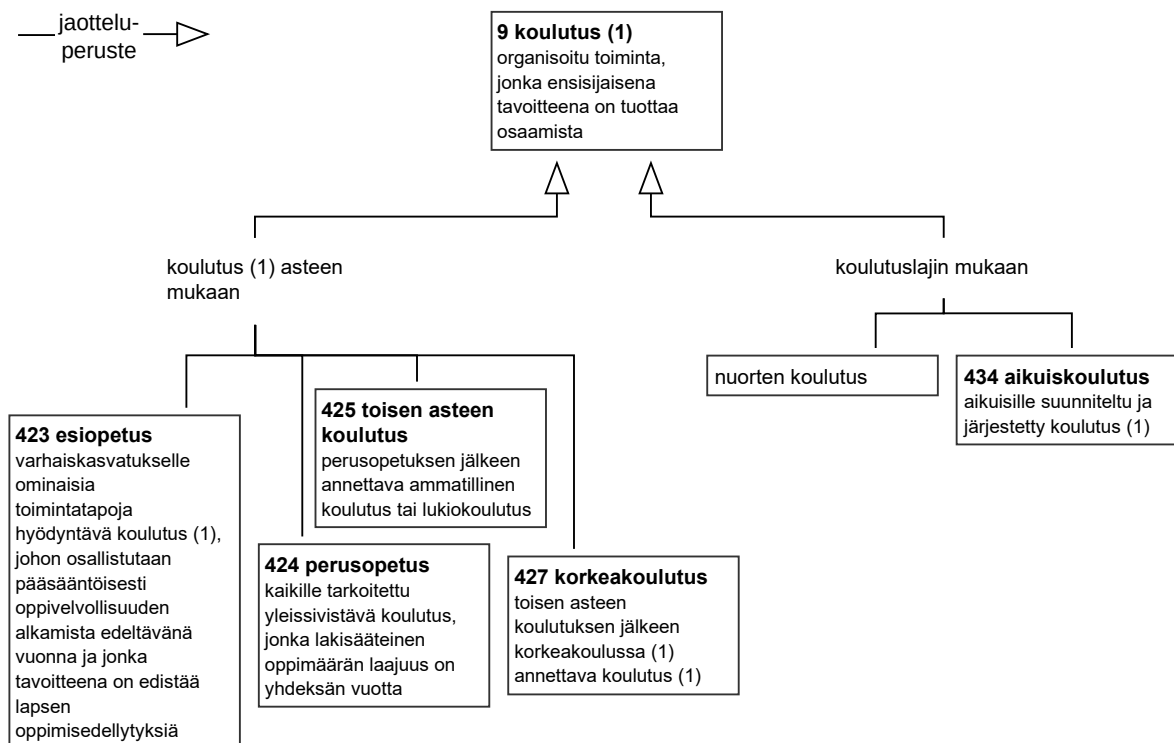 jaottelu-
peruste
9 koulutus (1)
organisoitu toiminta,
jonka ensisijaisena
tavoitteena on tuottaa
osaamista
koulutus (1) asteen
mukaan
koulutuslajin mukaan
423 esiopetus
varhaiskasvatukselle
ominaisia
toimintatapoja
hyödyntävä koulutus (1),
johon osallistutaan
pääsääntöisesti
oppivelvollisuuden
alkamista edeltävänä
vuonna ja jonka
tavoitteena on edistää
lapsen
oppimisedellytyksiä
424 perusopetus
kaikille tarkoitettu
yleissivistävä koulutus,
jonka lakisääteinen
oppimäärän laajuus on
yhdeksän vuotta
425 toisen asteen
koulutus
perusopetuksen jälkeen
annettava ammatillinen
koulutus tai lukiokoulutus
427 korkeakoulutus
toisen asteen
koulutuksen jälkeen
korkeakoulussa (1)
annettava koulutus (1)
nuorten koulutus
434 aikuiskoulutus
aikuisille suunniteltu ja
järjestetty koulutus (1)